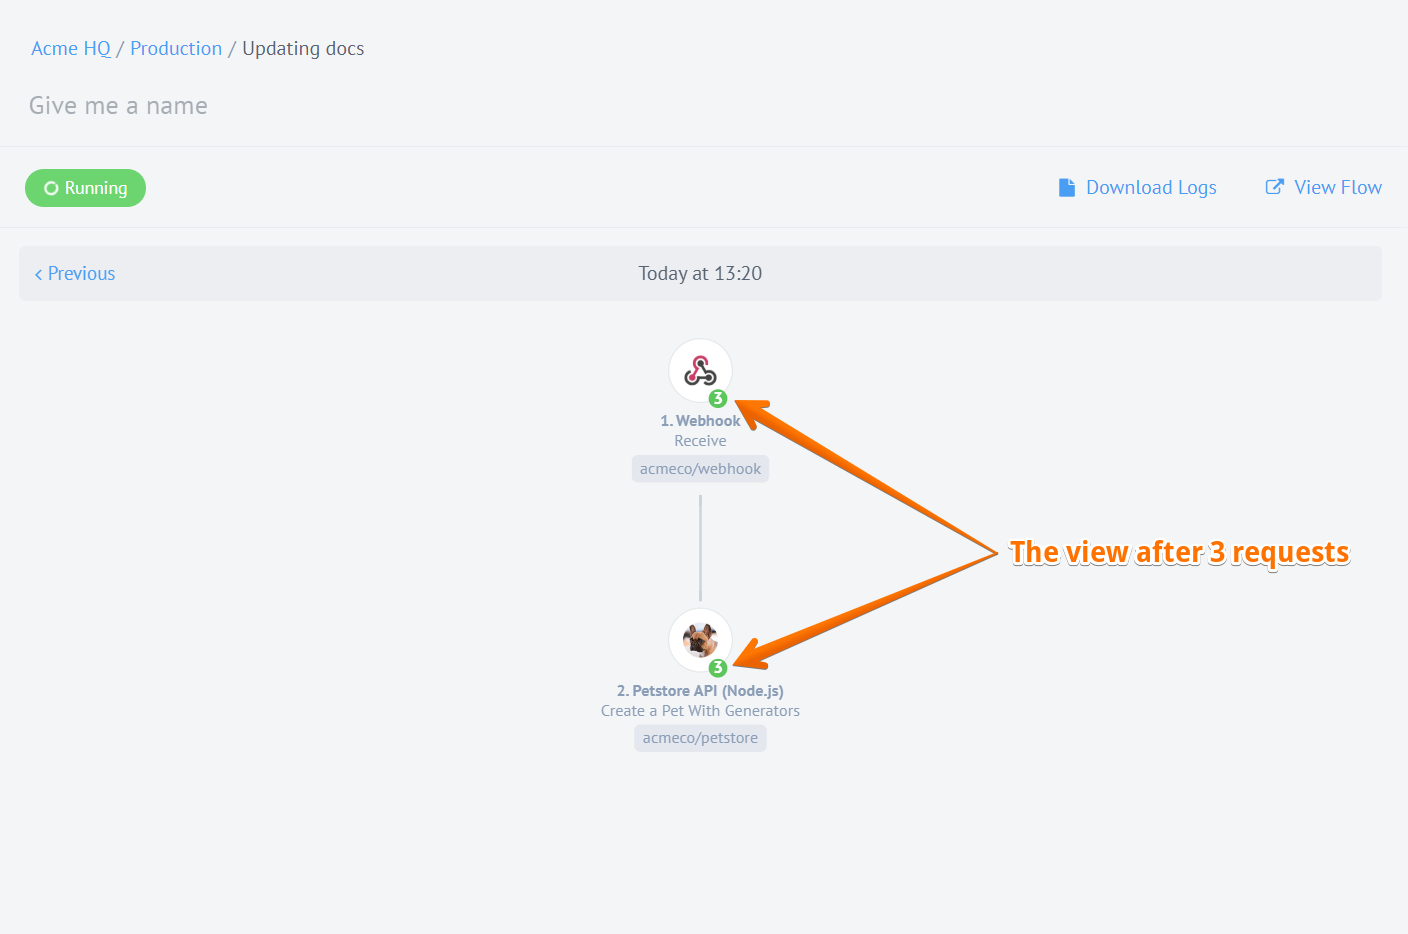 Acme HQ / Production / Updating docs
Give me a name
Running
Download Logs
View Flow
Previous
Today at 13:20
3
1. Webhook
Receive
acmeco/webhook
The view after 3 requests
3
2. Petstore API (Node.js)
Create a Pet With Generators
acmeco/petstore